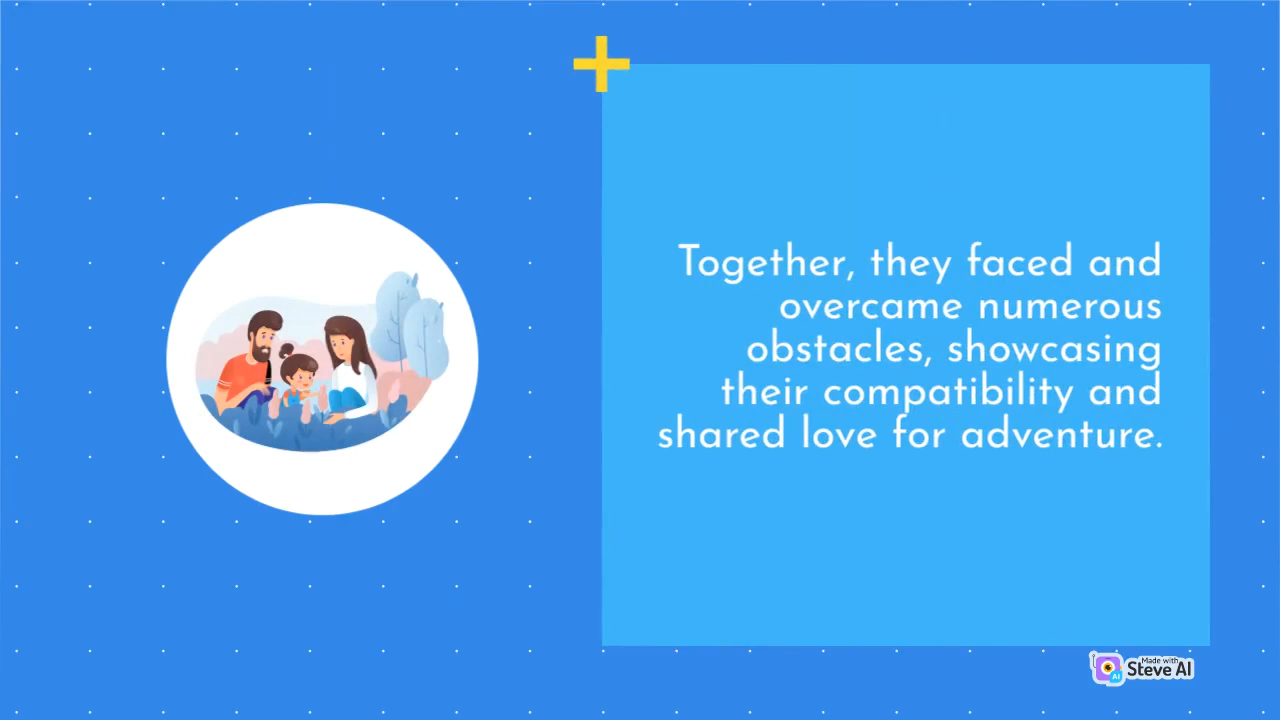 Together, they faced and
overcame numerous
obstacles, showcasing
their compatibility and
shared love for adventure.
Made with
Steve AI
AI